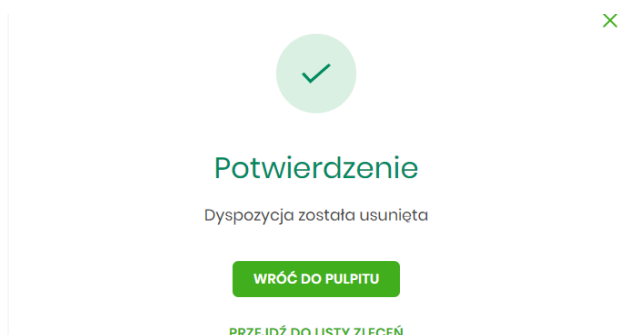 Potwierdzenie
Dyspozycja została usunięta
WRÓĆ DO PULPITU
PRZEJDŹ DO LISTY ZLECEŃ